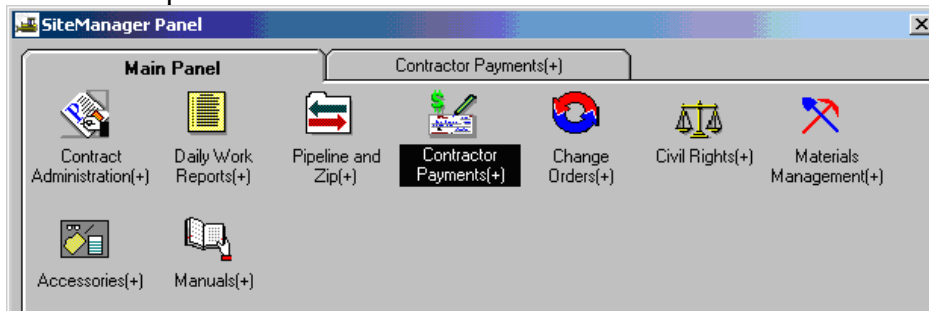 SiteManager Panel
Main Panel
Contractor Payments(+)
Contract
Administration(+)
Daily Work
Reports(+)
Pipeline and
Zip(+)
Contractor
Payments(+)
Change
Orders(+)
Civil Rights(+)
Materials
Management(+)
Accessories(+)
Manuals(+)